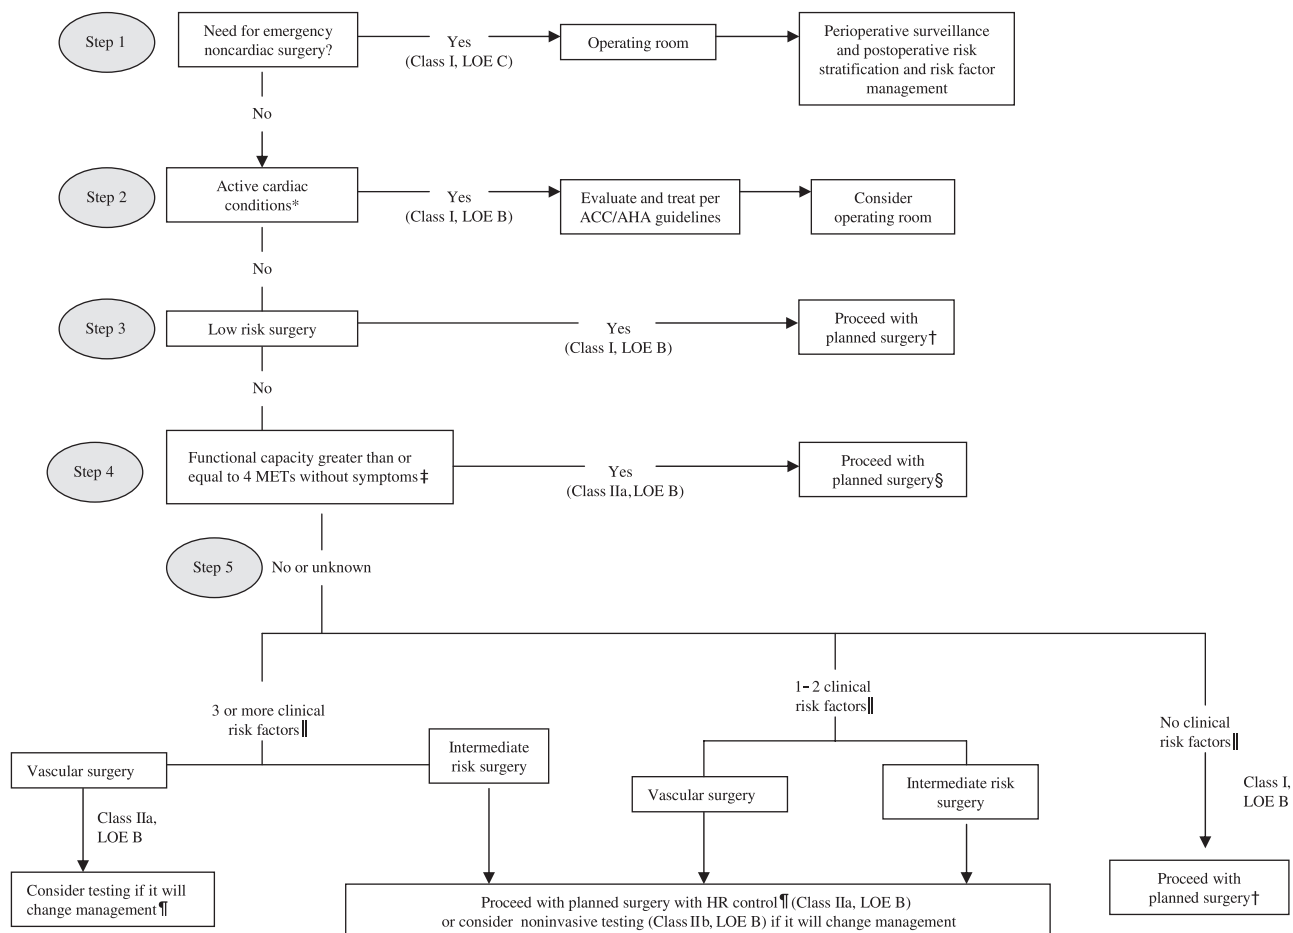 Step 1
Need for emergency
noncardiac surgery?
Yes
(Class I, LOE C)
Operating room
Perioperative surveillance
and postoperative risk
stratification and risk factor
management
No
Step 2
Active cardiac
conditions*
Yes
(Class I, LOE B)
Evaluate and treat per
ACC/AHA guidelines
Consider
operating room
No
Step 3
Low risk surgery
Yes
(Class I, LOE B)
Proceed with
planned surgery†
No
Step 4
Functional capacity greater than or
equal to 4 METs without symptoms‡
Yes
(Class IIa, LOE B)
Proceed with
planned surgery§
Step 5
No or unknown
3 or more clinical
risk factors‖
1–2 clinical
risk factors‖
No clinical
risk factors‖
Vascular surgery
Intermediate
risk surgery
Vascular surgery
Intermediate risk
surgery
Class I,
LOE B
Class IIa,
LOE B
Consider testing if it will
change management¶
Proceed with planned surgery with HR control¶ (Class IIa, LOE B)
or consider noninvasive testing (Class IIb, LOE B) if it will change management
Proceed with
planned surgery†